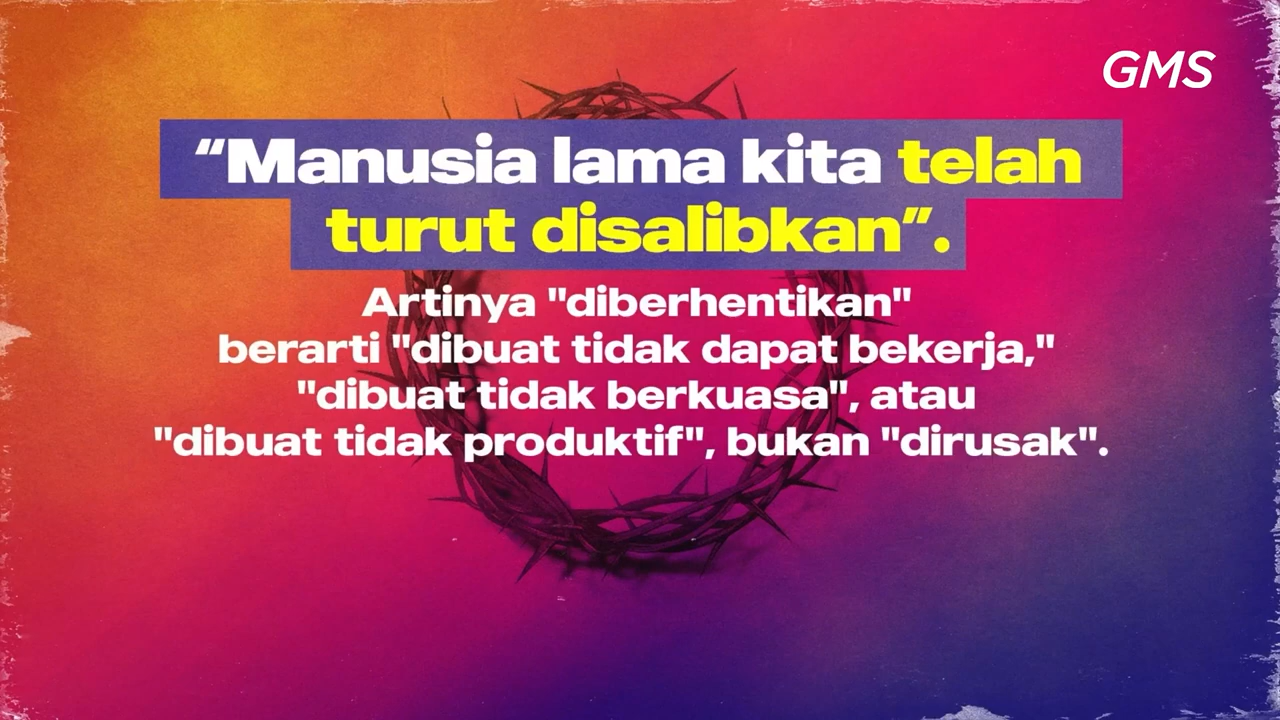 GMS
“Manusia lama kita telah
turut disalibkan”.
Artinya "diberhentikan"
berarti "dibuat tidak dapat bekerja,"
"dibuat tidak berkuasa", atau
"dibuat tidak produktif", bukan "dirusak".